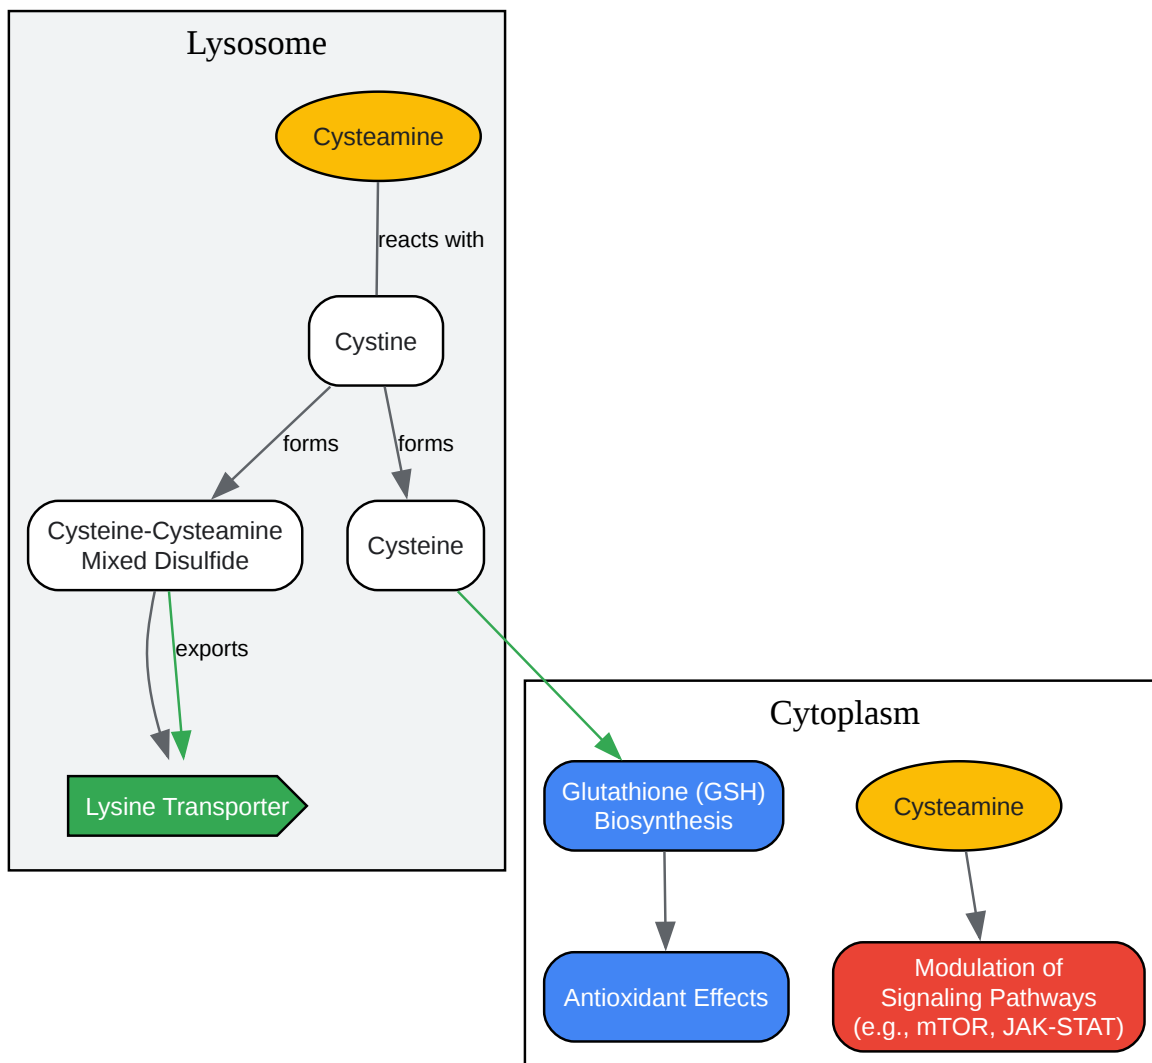 Lysosome
Cysteamine
reacts with
Cystine
forms
forms
Cysteine-Cysteamine
Mixed Disulfide
Cysteine
exports
Lysine Transporter
Cytoplasm
Glutathione (GSH)
Biosynthesis
Cysteamine
Antioxidant Effects
Modulation of
Signaling Pathways
(e.g., mTOR, JAK-STAT)